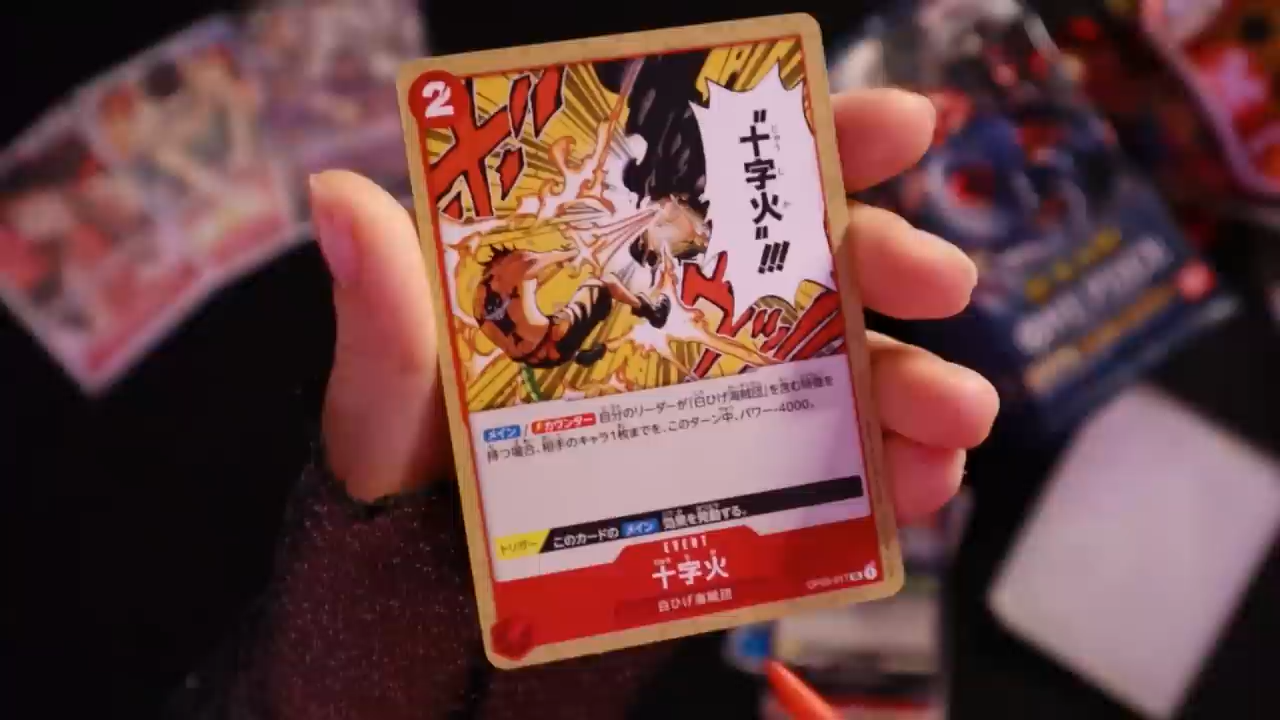 2
"十字火"!!!
メイン / カウンター 自分のリーダーが『白ひげ海賊団』を含む特徴を
持つ場合、相手のキャラ1枚までを、このターン中、パワー-4000。
トリガー このカードの メイン 効果を発動する。
EVENT
十字火
白ひげ海賊団